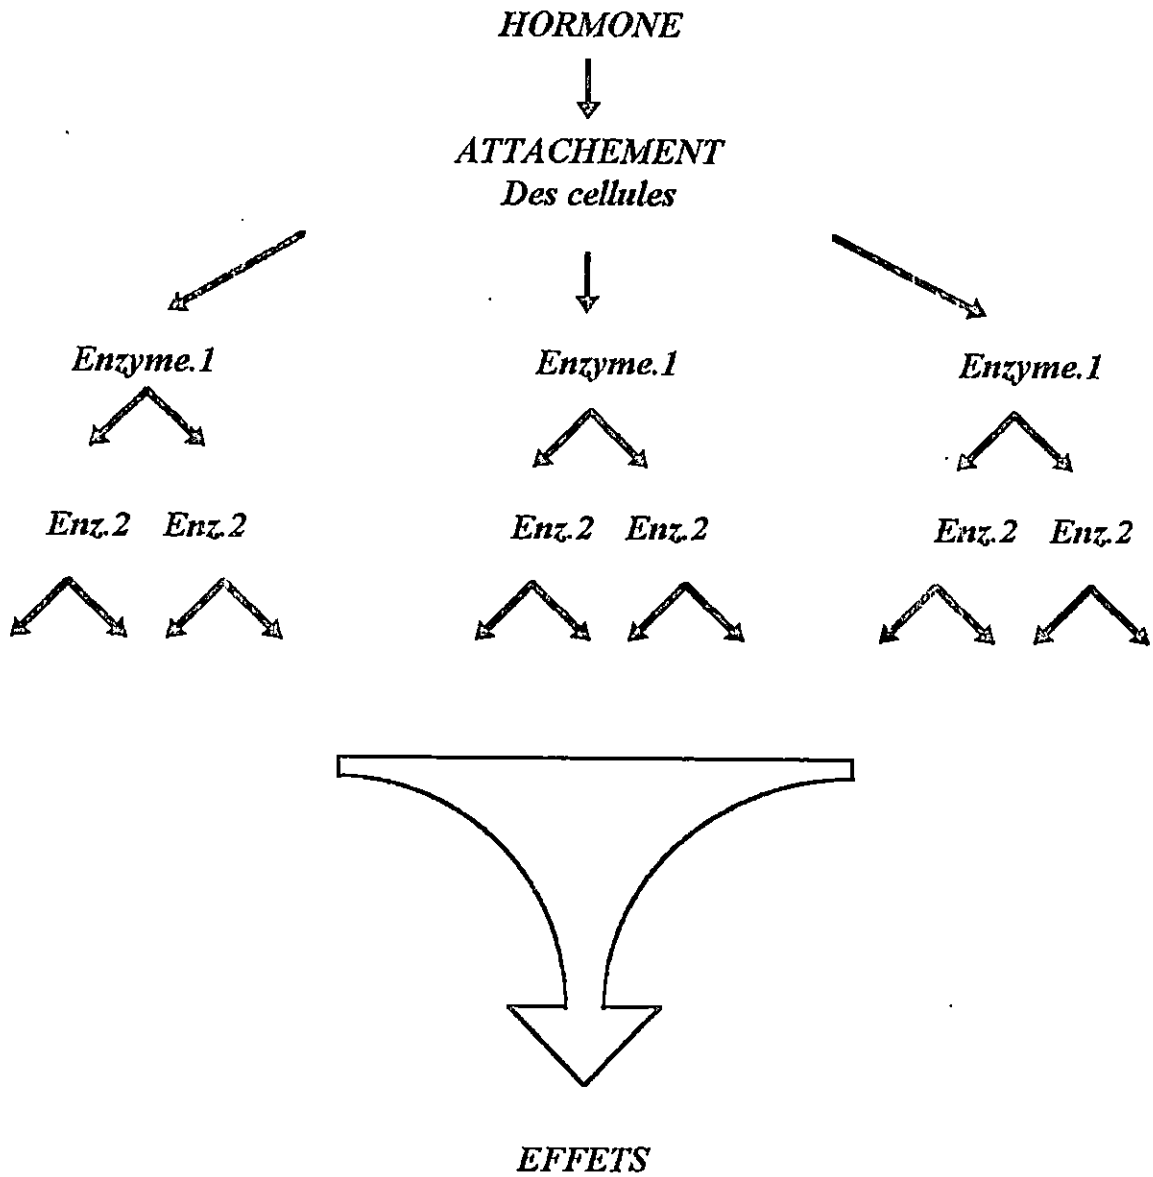 HORMONE
ATTACHEMENT
Des cellules
Enzyme.1 Enzyme.1 Enzyme.1
Enz.2 Enz.2 Enz.2 Enz.2 Enz.2 Enz.2
EFFETS